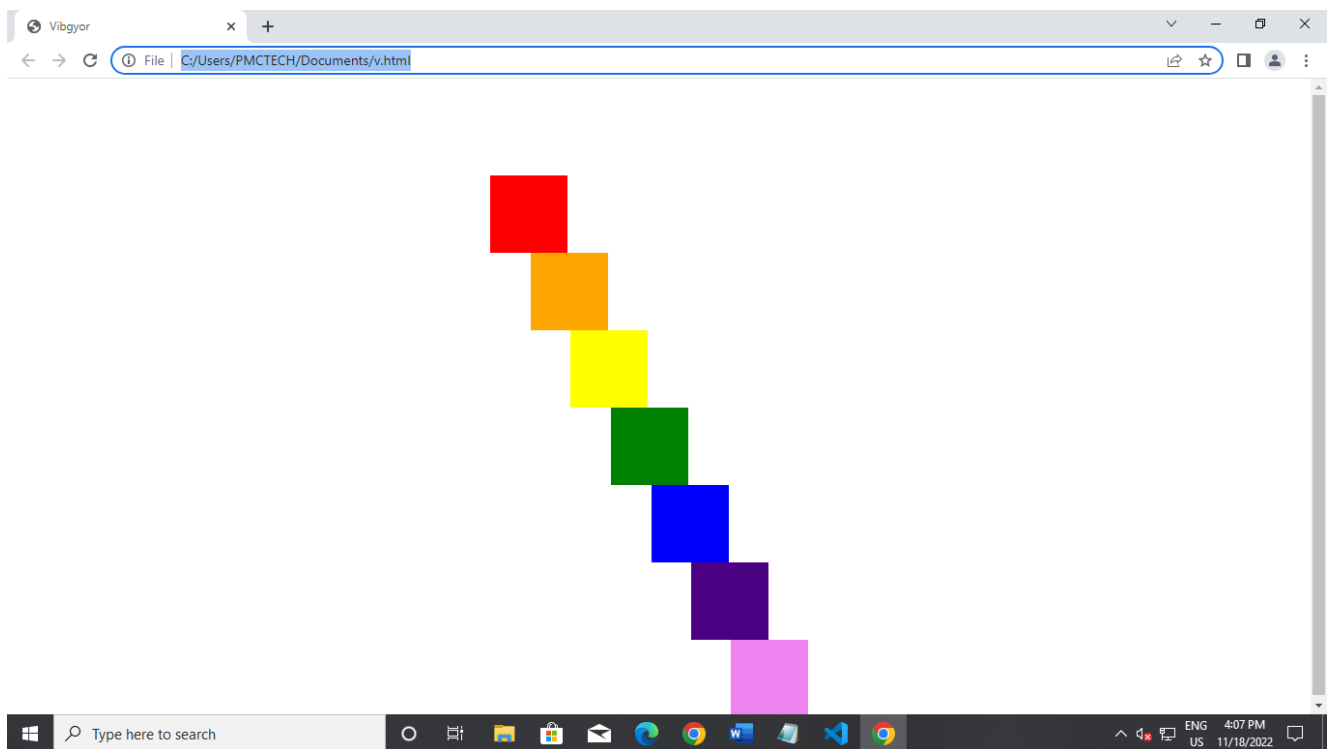 Vibgyor
File
C:/Users/PMCTECH/Documents/v.html
Type here to search
ENG
US
4:07 PM
11/18/2022